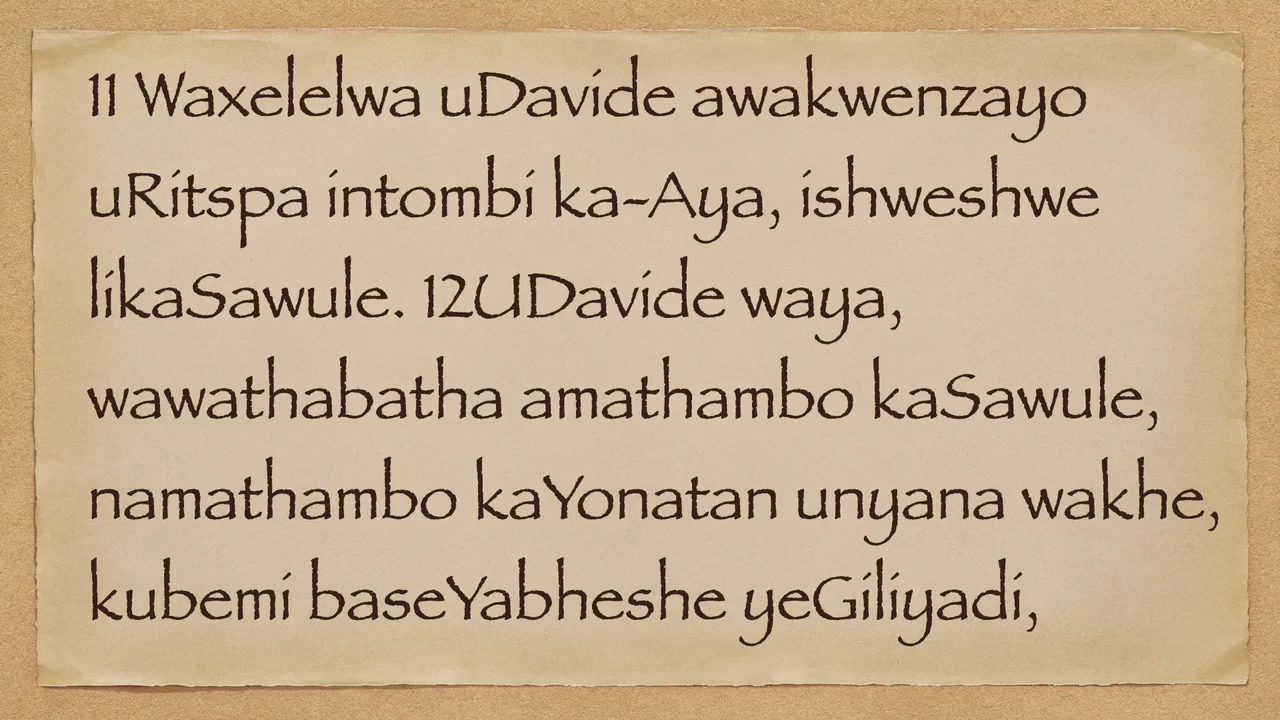 11 Waxelelwa uDavide awakwenzayo
uRitspa intombi ka-Aya, ishweshwe
likaSawule. 12UDavide waya,
wawathabatha amathambo kaSawule,
namathambo kaYonatan unyana wakhe,
kubemi baseYabheshe yeGiliyadi,